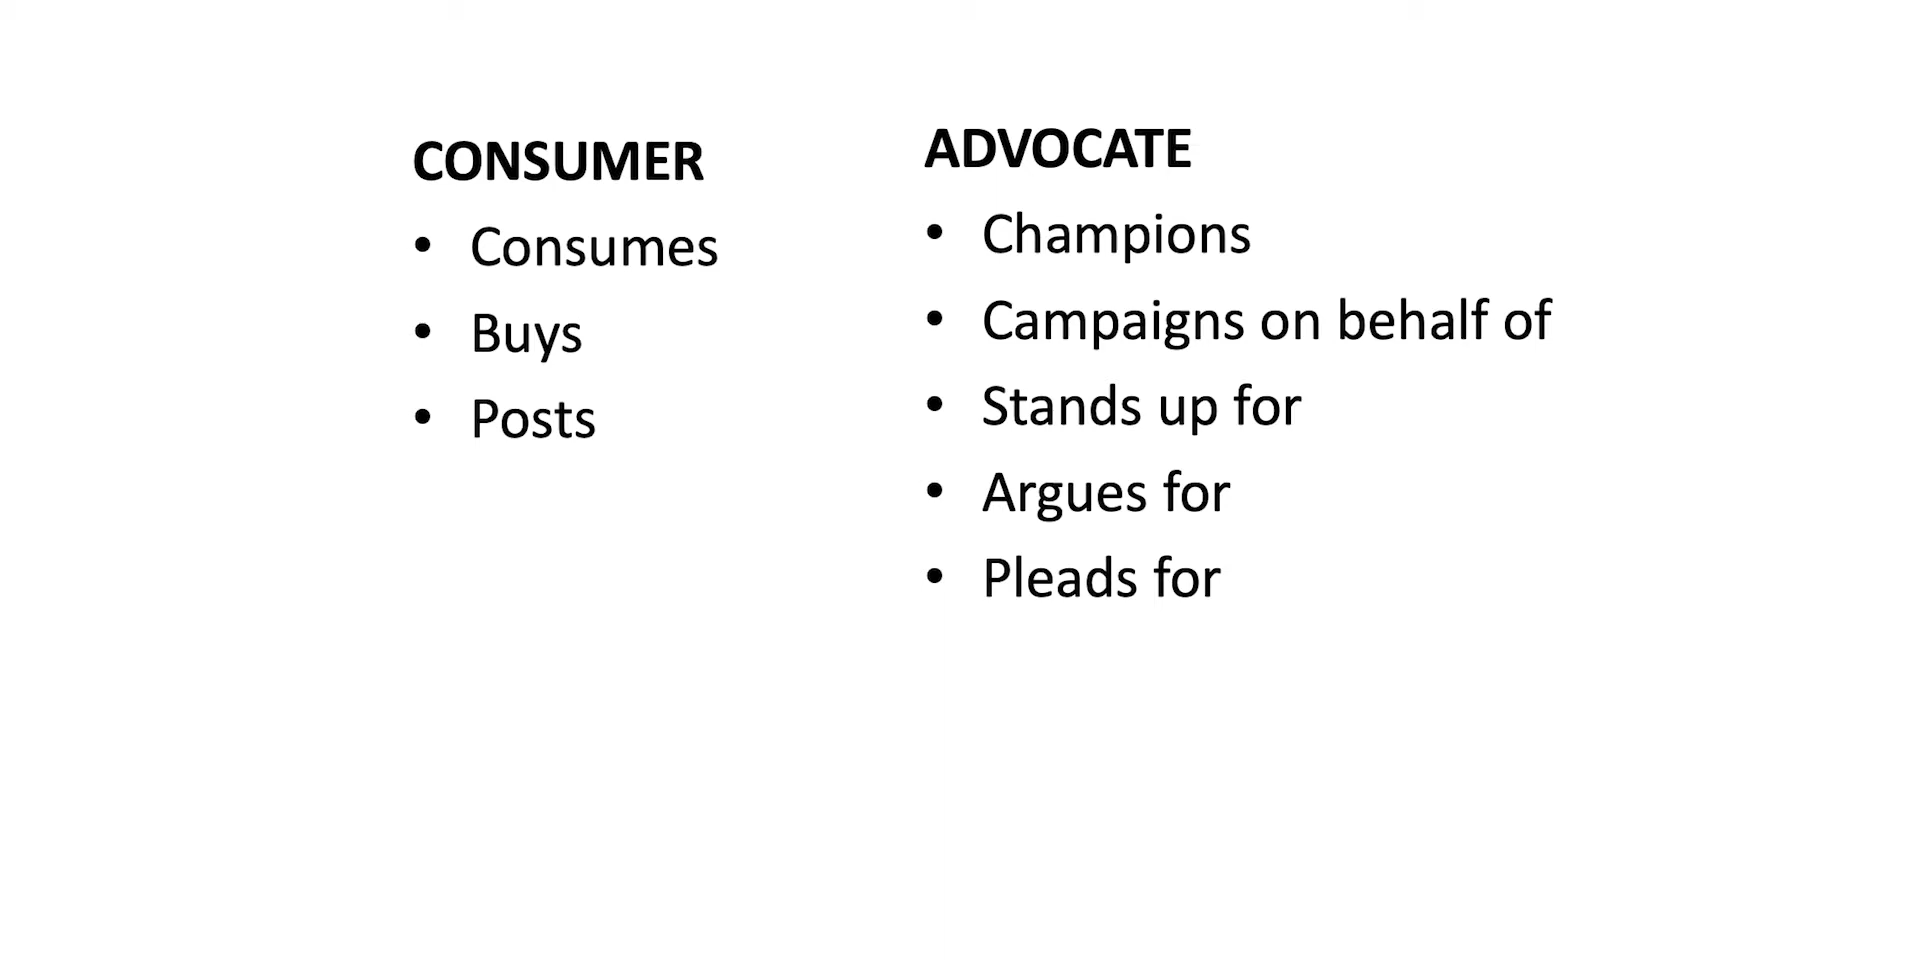 CONSUMER
• Consumes
• Buys
• Posts
ADVOCATE
• Champions
• Campaigns on behalf of
• Stands up for
• Argues for
• Pleads for